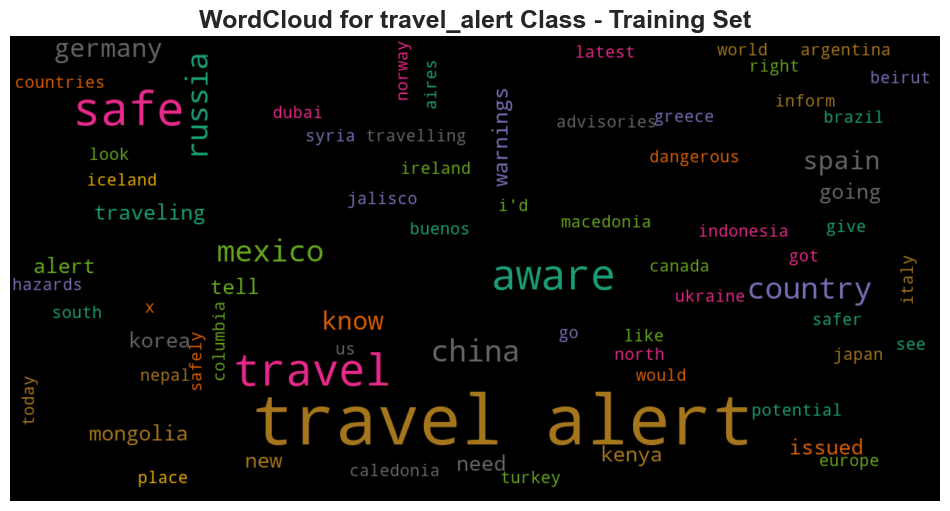 WordCloud for travel_alert Class - Training Set
germany
countries
safe
russia
norway
aires
latest
world
argentina
right
beirut
dubai
inform
brazil
syria
travelling
warnings
advisories
greece
look
iceland
ireland
dangerous
spain
going
traveling
jalisco
i'd
buenos
macedonia
indonesia
give
mexico
alert
hazards
tell
aware
canada
got
italy
ukraine
country
south
x
columbia
know
korea
us
safely
china
go
like
north
safer
see
japan
nepal
travel
would
today
travel alert
potential
mongolia
new
caledonia
need
kenya
issued
europe
place
turkey